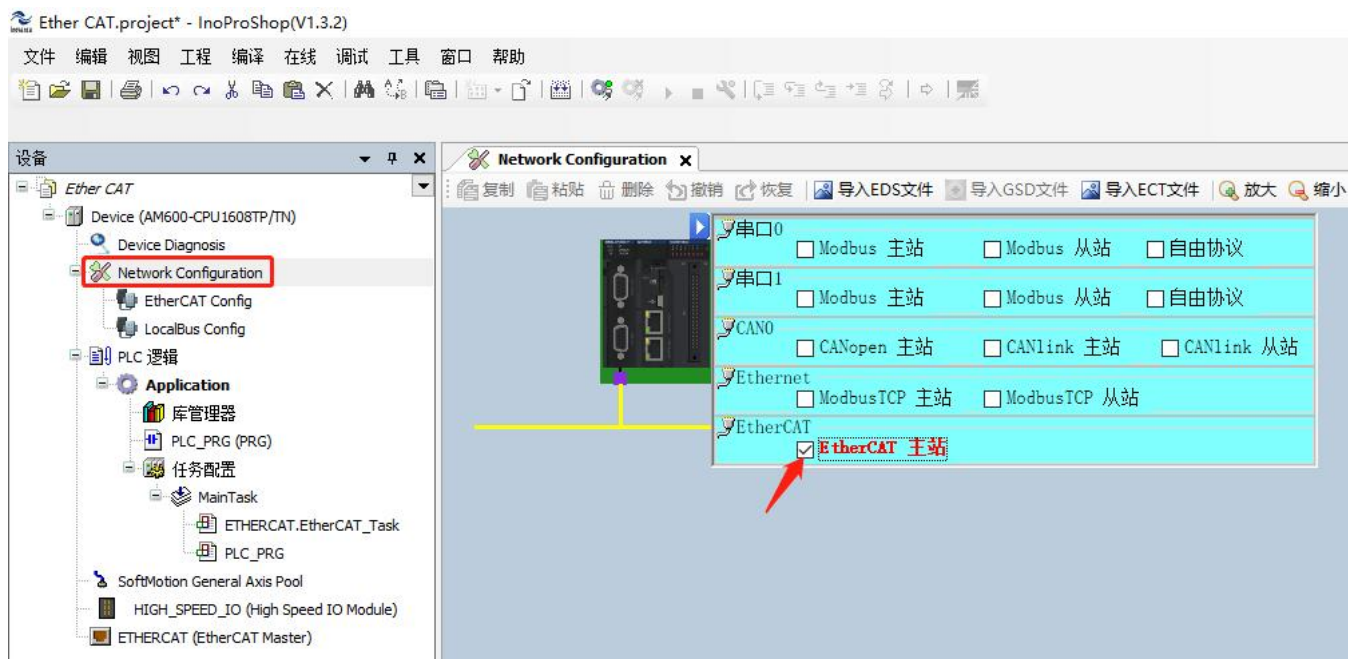 Ether CAT.project* - InoProShop(V1.3.2)
文件 编辑 视图 工程 编译 在线 调试 工具 窗口 帮助
设备
Network Configuration
Ether CAT
复制 粘贴 删除 撤销 恢复 导入EDS文件 导入GSD文件 导入ECT文件 放大 缩小
Device (AM600-CPU1608TP/TN)
Device Diagnosis
Network Configuration
EtherCAT Config
LocalBus Config
PLC 逻辑
Application
库管理器
PLC_PRG (PRG)
任务配置
MainTask
ETHERCAT.EtherCAT_Task
PLC_PRG
SoftMotion General Axis Pool
HIGH_SPEED_IO (High Speed IO Module)
ETHERCAT (EtherCAT Master)
串口0
Modbus 主站 Modbus 从站 自由协议
串口1
Modbus 主站 Modbus 从站 自由协议
CAN0
CANopen 主站 CANlink 主站 CANlink 从站
Ethernet
ModbusTCP 主站 ModbusTCP 从站
EtherCAT
EtherCAT 主站